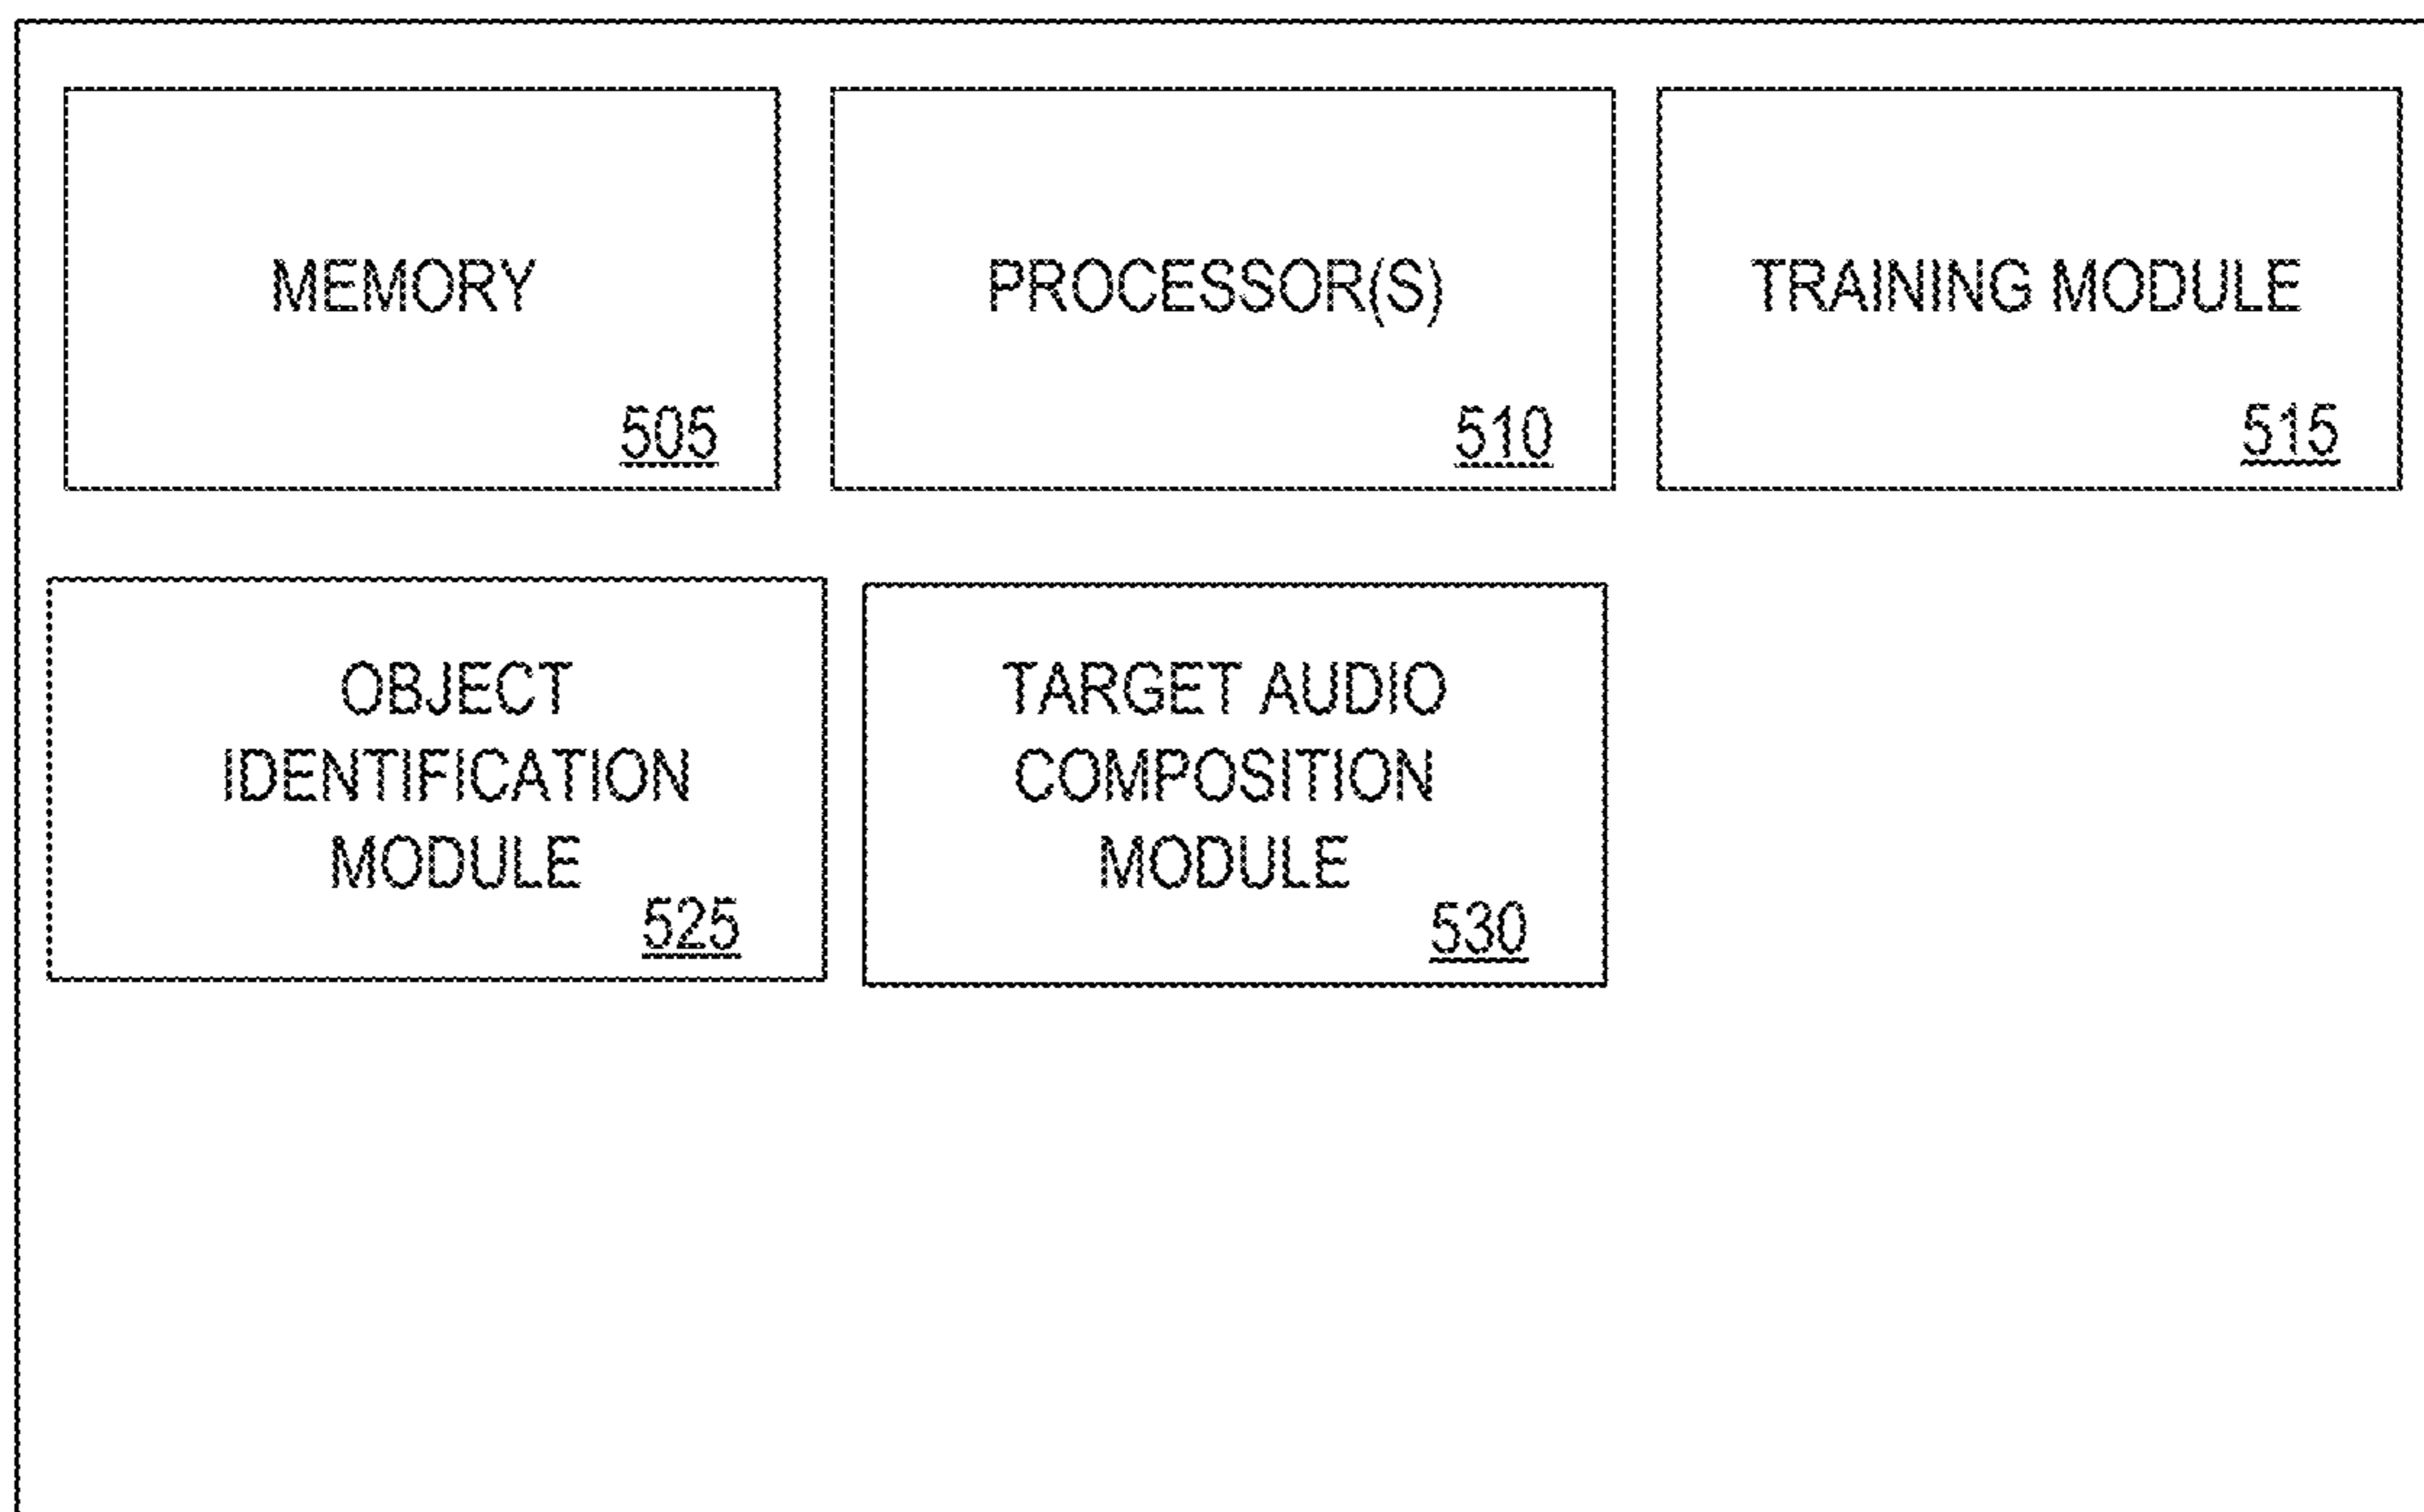 MEMORY
505
PROCESSOR(S)
510
TRAINING MODULE
515
OBJECT
IDENTIFICATION
MODULE
525
TARGET AUDIO
COMPOSITION
MODULE
530